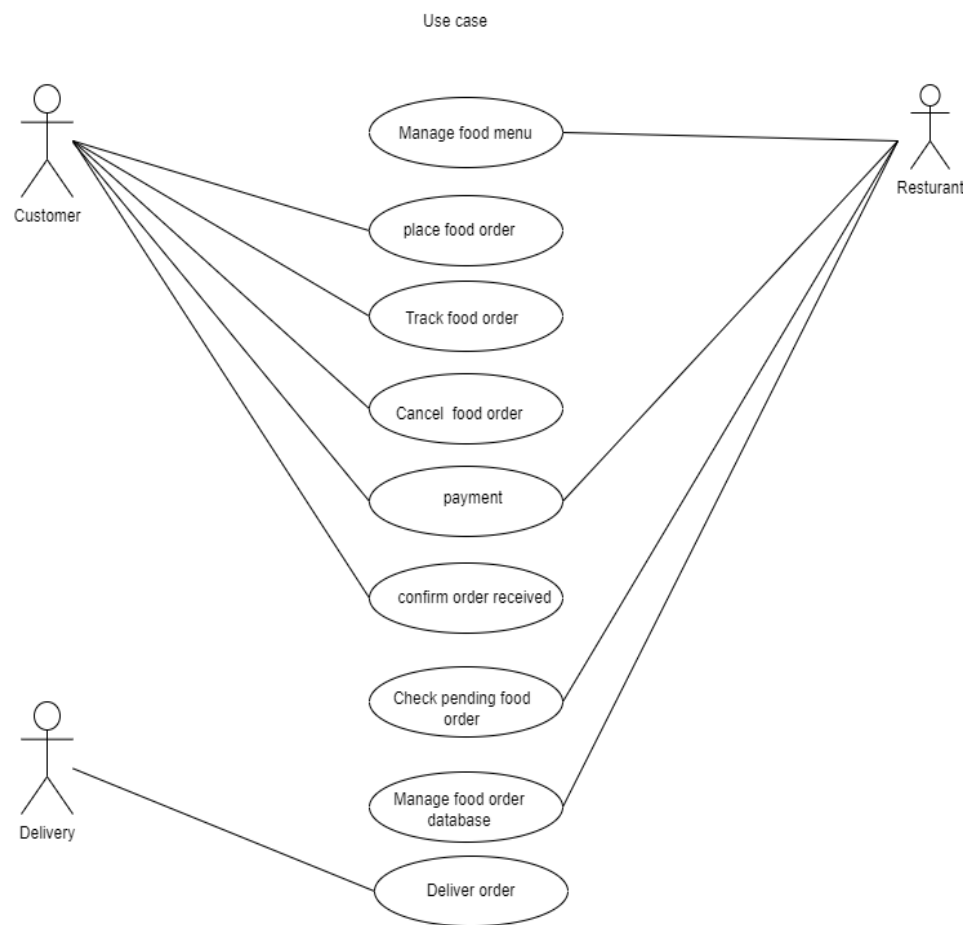 Use case
Manage food menu
Customer
Resturant
place food order
Track food order
Cancel food order
payment
confirm order received
Check pending food
order
Manage food order
database
Delivery
Deliver order